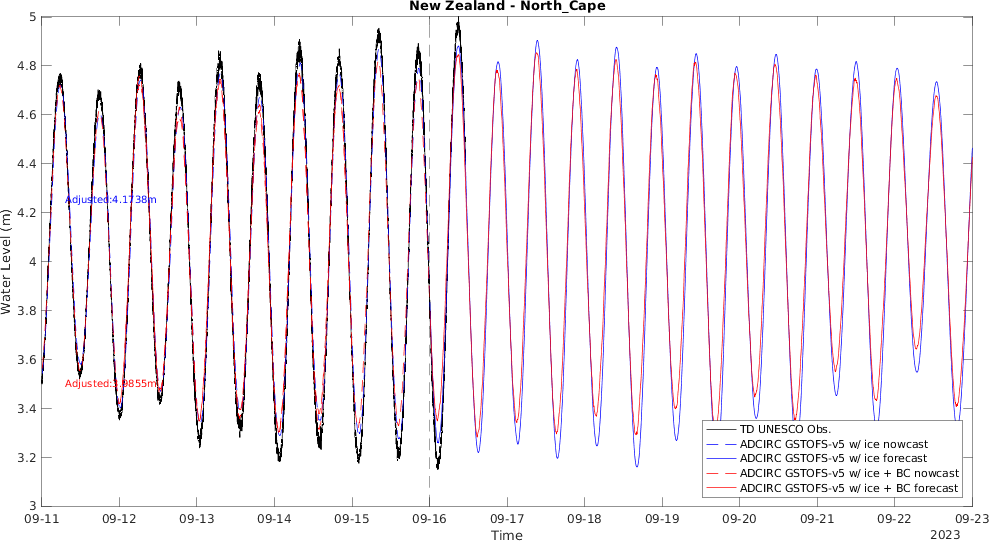 New Zealand - North_Cape
5
4.8
4.6
4.4
4.2
4
3.8
3.6
3.4
3.2
3
Water Level (m)
Adjusted:4.1738m
Adjusted:3.9855m
TD UNESCO Obs.
ADCIRC GSTOFS-v5 w/ ice nowcast
ADCIRC GSTOFS-v5 w/ ice forecast
ADCIRC GSTOFS-v5 w/ ice + BC nowcast
ADCIRC GSTOFS-v5 w/ ice + BC forecast
09-11 09-12 09-13 09-14 09-15 09-16 09-17 09-18 09-19 09-20 09-21 09-22 09-23
Time
2023